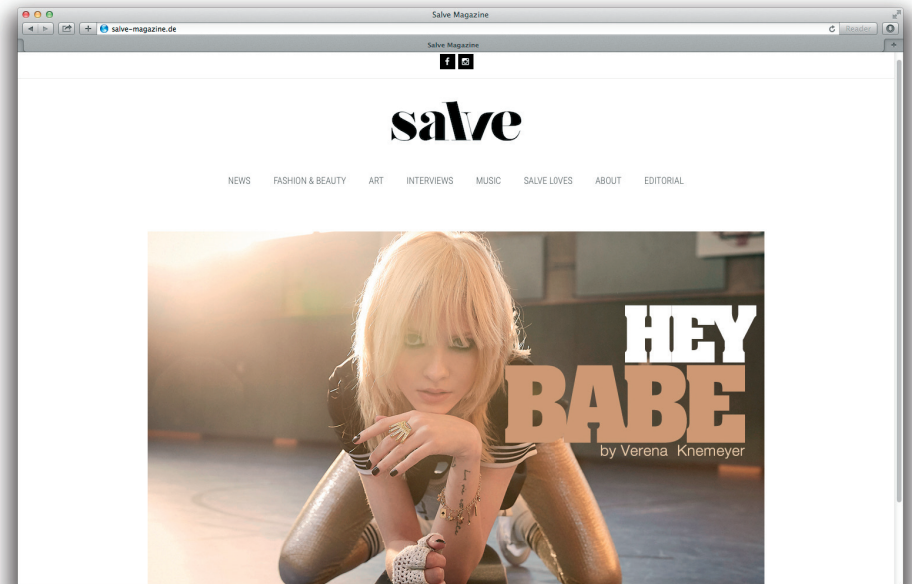 Salve Magazine
salve-magazine.de
Reader
Salve Magazine
salve
NEWS FASHION & BEAUTY ART INTERVIEWS MUSIC SALVE LOVES ABOUT EDITORIAL
HEY
BABE
by Verena Knemeyer